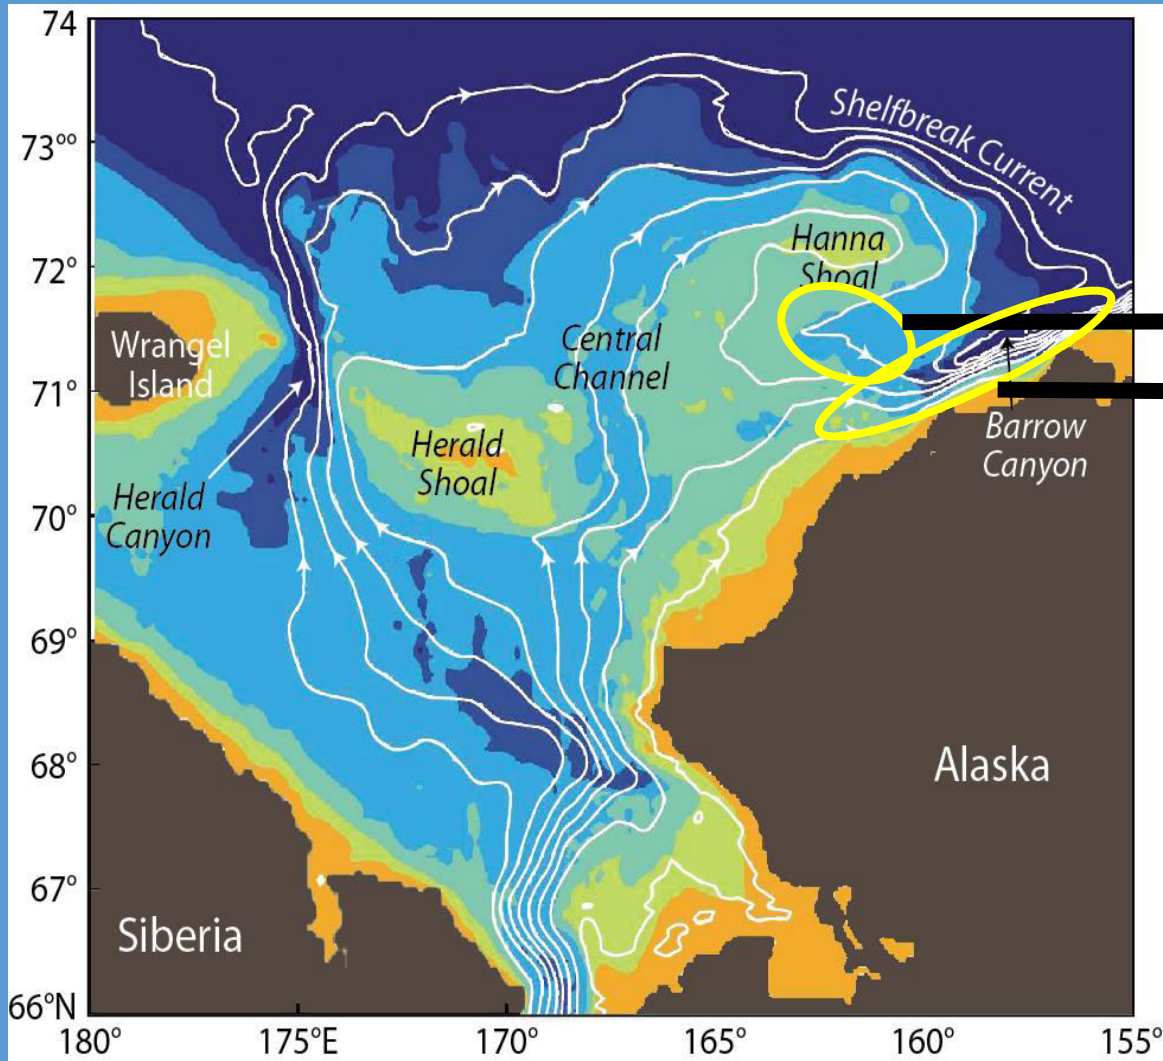 74
73°°
72°
71°
70°
69°
68°
67°
66°N
180°
175°E
170°
165°
160°
155°
Shelfbreak Current
Hanna
Shoal
Wrangel
Island
Central
Channel
Herald
Shoal
Barrow
Canyon
Herald
Canyon
Alaska
Siberia